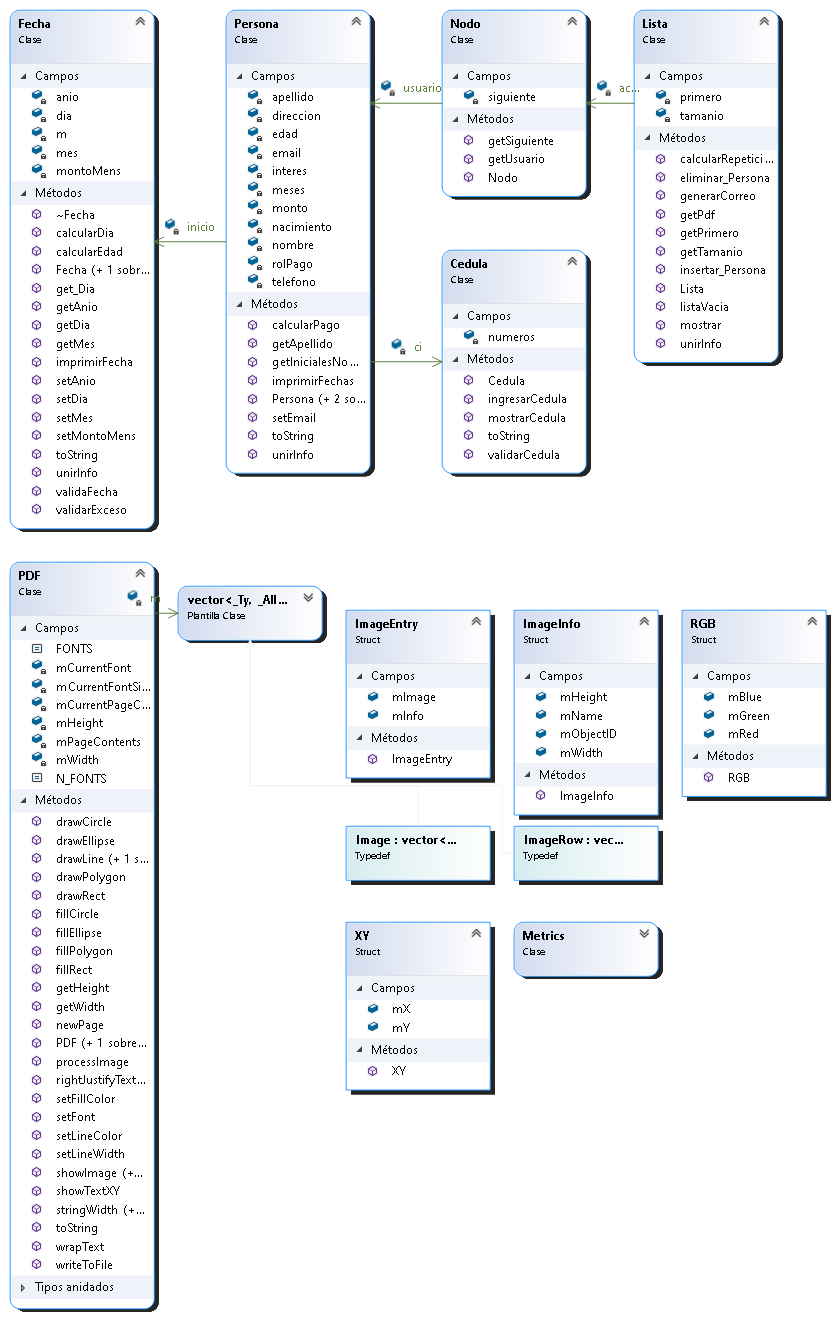 Fecha
Clase
Campos
anio
dia
m
mes
montoMens
Métodos
~Fecha
calcularDia
calcularEdad
Fecha (+ 1 sobr...
get_Dia
getAnio
getDia
getMes
imprimirFecha
setAnio
setDia
setMes
setMontoMens
toString
unirInfo
validaFecha
validarExceso
inicio
Persona
Clase
Campos
apellido
direccion
edad
email
interes
meses
monto
nacimiento
nombre
rolPago
telefono
Métodos
calcularPago
getApellido
getInicialesNo...
imprimirFechas
Persona (+ 2 so...
setEmail
toString
unirInfo
usuario
ci
Nodo
Clase
Campos
siguiente
Métodos
getSiguiente
getUsuario
Nodo
Cedula
Clase
Campos
numeros
Métodos
Cedula
ingresarCedula
mostrarCedula
toString
validarCedula
ac...
Lista
Clase
Campos
primero
tamanio
Métodos
calcularRepetici...
eliminar_Persona
generarCorreo
getPdf
getPrimero
getTamanio
insertar_Persona
Lista
listaVacia
mostrar
unirInfo
PDF
Clase
Campos
FONTS
mCurrentFont
mCurrentFontSi...
mCurrentPageC...
mHeight
mPageContents
mWidth
N_FONTS
Métodos
drawCircle
drawEllipse
drawLine (+ 1 s...
drawPolygon
drawRect
fillCircle
fillEllipse
fillPolygon
fillRect
getHeight
getWidth
newPage
PDF (+ 1 sobre...
processImage
rightJustifyText...
setFillColor
setFont
setLineColor
setLineWidth
showImage (+...
showTextXY
stringWidth (+...
toString
wrapText
writeToFile
Tipos anidados
vector<_Ty, _All...
Plantilla Clase
ImageEntry
Struct
Campos
mImage
mInfo
Métodos
ImageEntry
ImageInfo
Struct
Campos
mHeight
mName
mObjectID
mWidth
Métodos
ImageInfo
RGB
Struct
Campos
mBlue
mGreen
mRed
Métodos
RGB
Image : vector<...
Typedef
ImageRow : vec...
Typedef
XY
Struct
Campos
mX
mY
Métodos
XY
Metrics
Clase